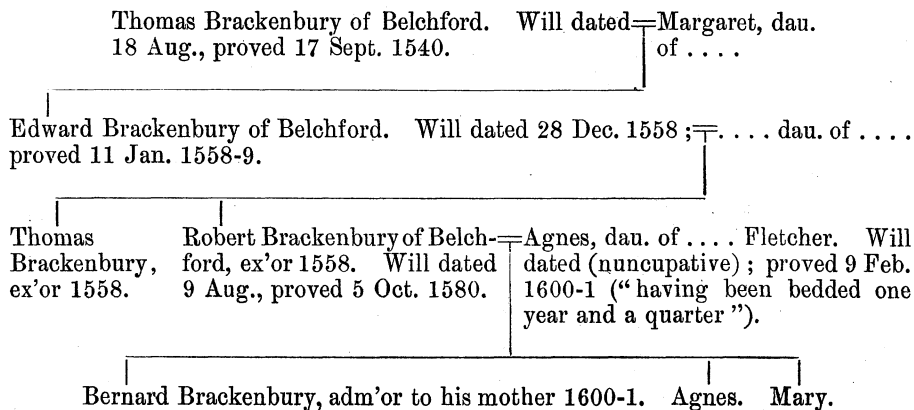 Thomas Brackenbury of Belchford. Will dated=Margaret, dau.
18 Aug., proved 17 Sept. 1540. of . . . .
Edward Brackenbury of Belchford. Will dated 28 Dec. 1558 ;=. . . . dau. of . . . .
proved 11 Jan. 1558-9.
Thomas
Brackenbury,
ex'or 1558.
Robert Brackenbury of Belch-
ford, ex'or 1558. Will dated
9 Aug., proved 5 Oct. 1580.
=Agnes, dau. of . . . . Fletcher. Will
dated (nuncupative) ; proved 9 Feb.
1600-1 (“having been bedded one
year and a quarter”).
Bernard Brackenbury, adm'or to his mother 1600-1. Agnes. Mary.